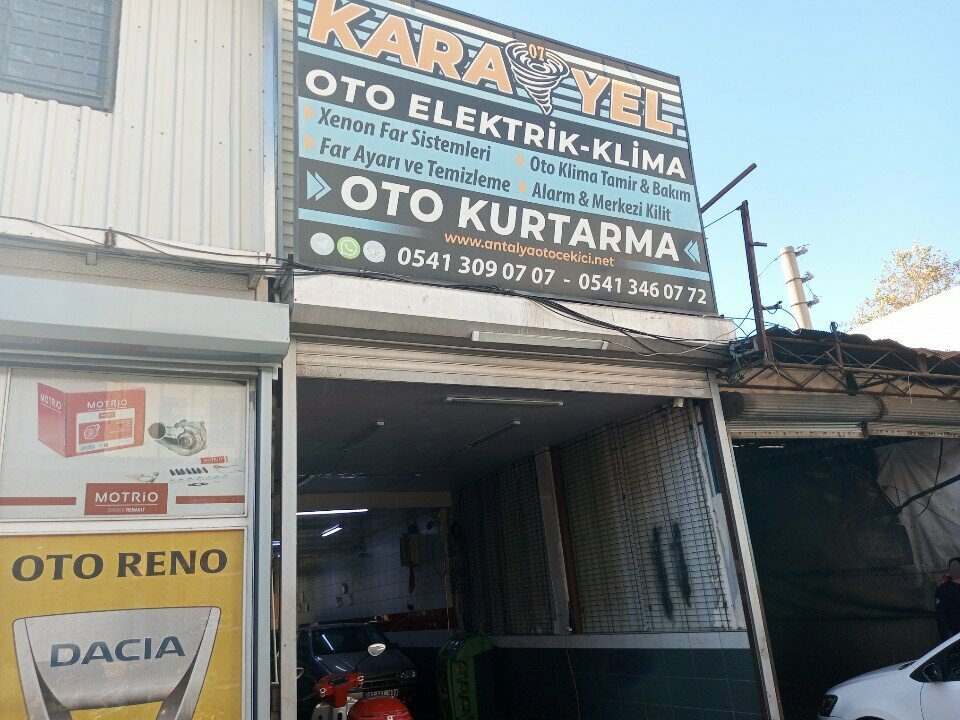 KARA 07 YEL
OTO ELEKTRİK-KLİMA
Xenon Far Sistemleri
Oto Klima Tamir & Bakım
Far Ayarı ve Temizleme
Alarm & Merkezi Kilit
OTO KURTARMA
www.antalyaotocekici.net
0541 309 07 07 - 0541 346 07 72
MOTRIO
MOTRIO
MOTRIO
OTO RENO
DACIA